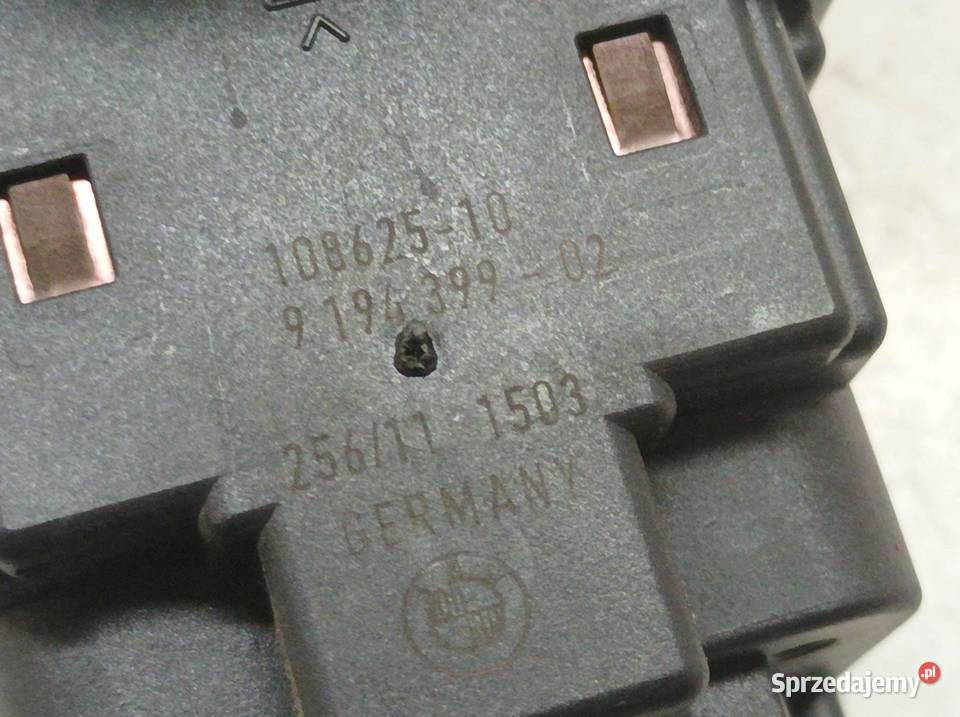 108625-10
9 194 399 - 02
256/11 1503
GERMANY
Sprzedajemy.pl